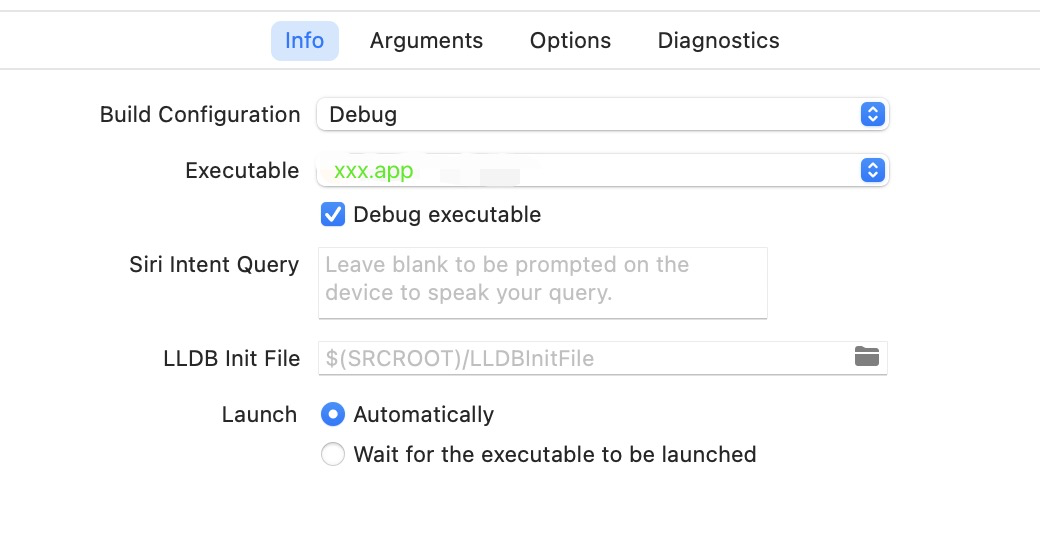 Info Arguments Options Diagnostics
Build Configuration Debug
Executable xxx.app
Debug executable
Siri Intent Query Leave blank to be prompted on the
device to speak your query.
LLDB Init File $(SRCROOT)/LLDBInitFile
Launch Automatically
Wait for the executable to be launched